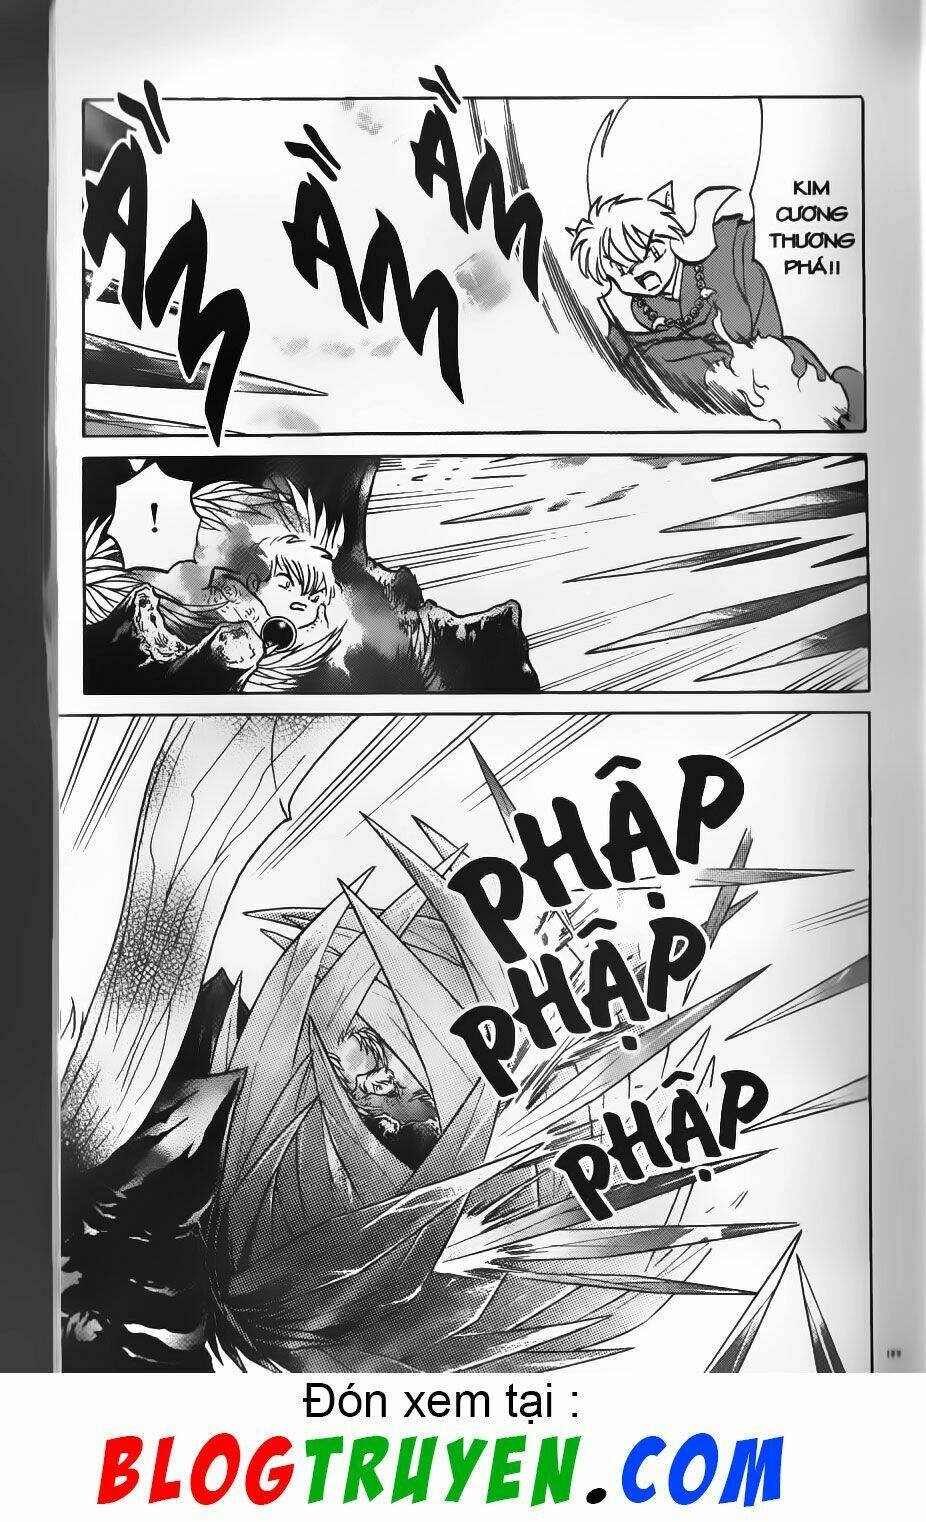 KIM
CƯƠNG
THƯƠNG
PHÁ!!
ẦM
ẦM
ẦM
!
PHẬP
PHẬP
PHẬP
Đón xem tại :
BLOGTRUYEN.COM